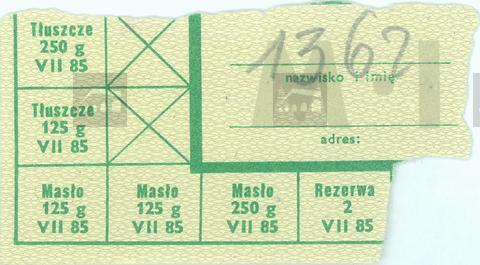 Tłuszcze
250 g
VII 85
1362
nazwisko i imię
Tłuszcze
125 g
VII 85
adres:
Masło
125 g
VII 85
Masło
125 g
VII 85
Masło
250 g
VII 85
Rezerwa
2
VII 85